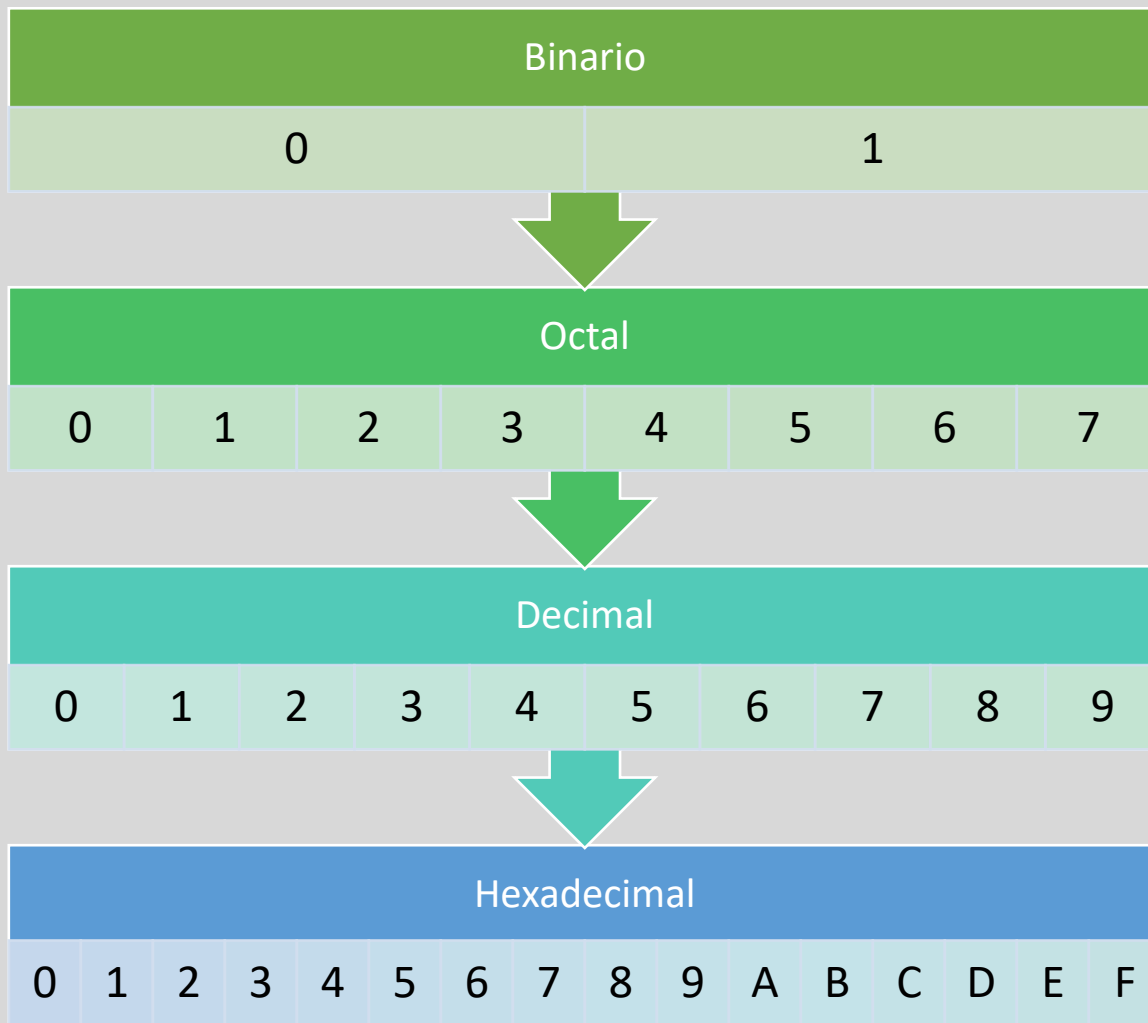 Binario
0 1
Octal
0 1 2 3 4 5 6 7
Decimal
0 1 2 3 4 5 6 7 8 9
Hexadecimal
0 1 2 3 4 5 6 7 8 9 A B C D E F